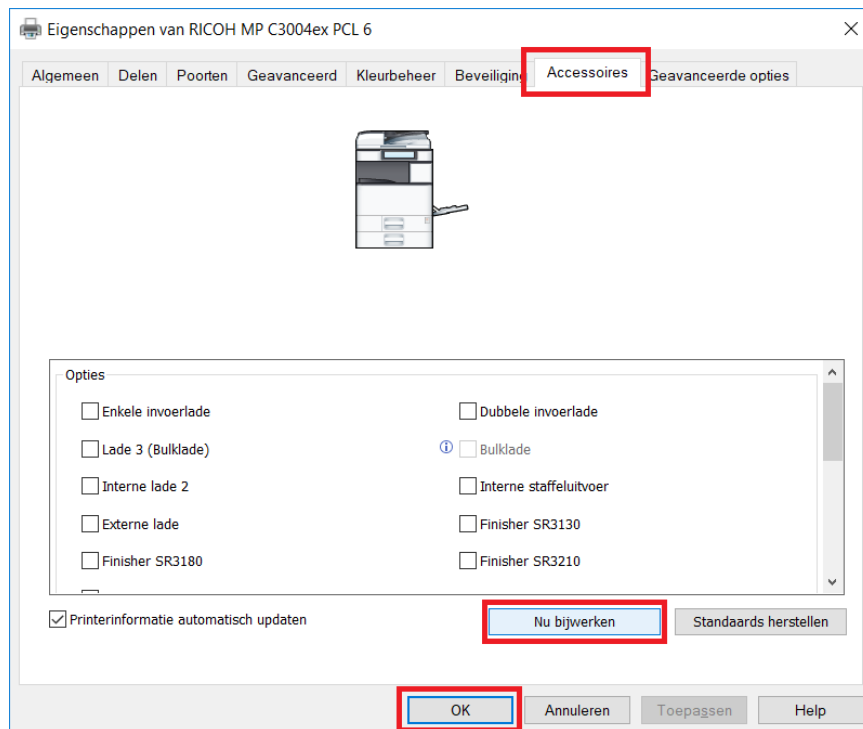 Eigenschappen van RICOH MP C3004ex PCL 6
Algemeen Delen Poorten Geavanceerd Kleurbeheer Beveiliging Accessoires Geavanceerde opties
Opties
Enkele invoerlade Dubbele invoerlade
Lade 3 (Bulklade) Bulklade
Interne lade 2 Interne staffeluitvoer
Externe lade Finisher SR3130
Finisher SR3180 Finisher SR3210
Printerinformatie automatisch updaten Nu bijwerken Standaards herstellen
OK Annuleren Toepassen Help